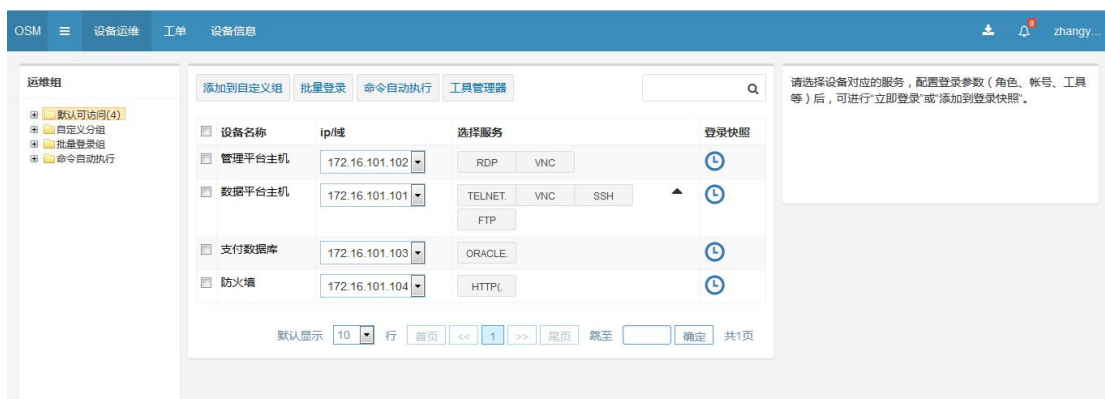 OSM 设备运维 工单 设备信息 0 zhangy...
运维组
默认可访问(4)
自定义分组
批量登录组
命令自动执行
添加到自定义组 批量登录 命令自动执行 工具管理器
设备名称 ip/域 选择服务 登录快照
管理平台主机 172.16.101.102 RDP VNC
数据平台主机 172.16.101.101 TELNET. VNC SSH
FTP
支付数据库 172.16.101.103 ORACLE.
防火墙 172.16.101.104 HTTP(.
默认显示 10 行 首页 << 1 >> 尾页 跳至 确定 共1页
请选择设备对应的服务，配置登录参数（角色、帐号、工具
等）后，可进行“立即登录”或“添加到登录快照”。